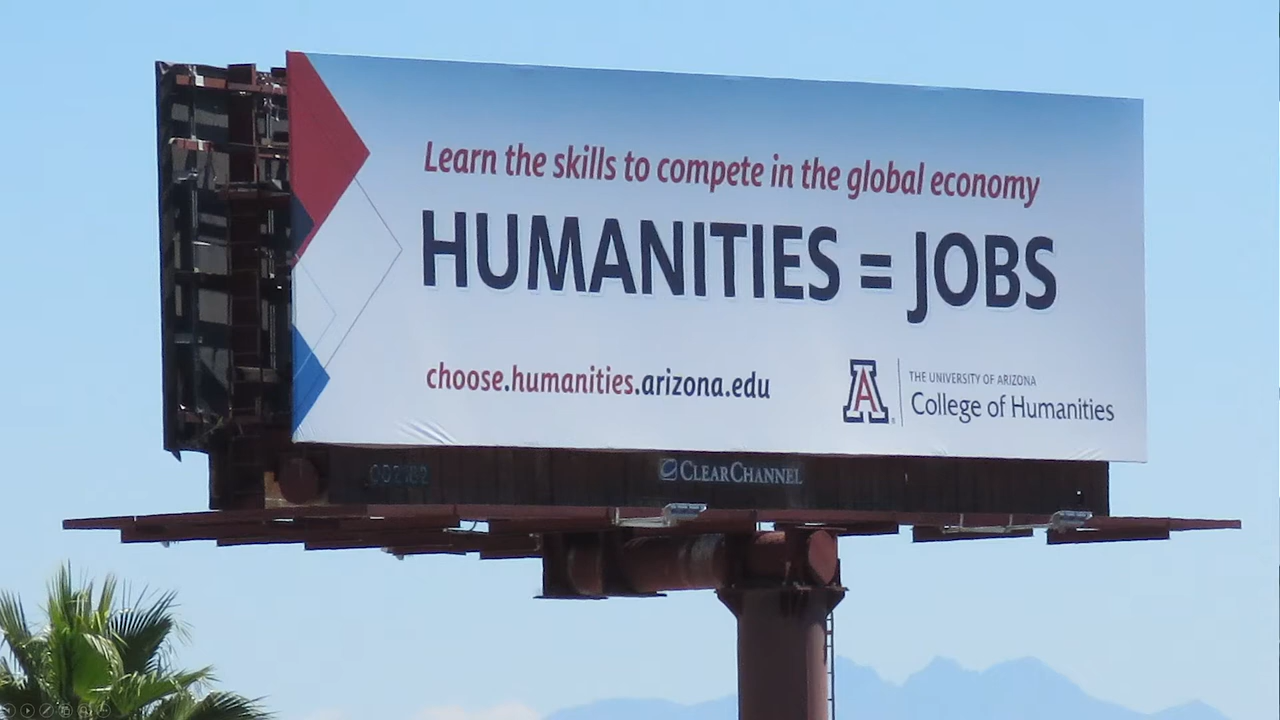 Learn the skills to compete in the global economy
HUMANITIES = JOBS
choose.humanities.arizona.edu
A
THE UNIVERSITY OF ARIZONA
College of Humanities
CLEARCHANNEL